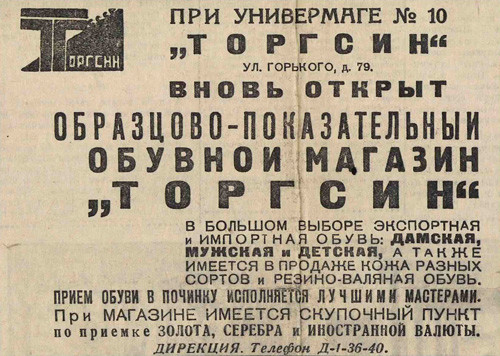 ТОРГСИН
ПРИ УНИВЕРМАГЕ № 10
„ТОРГСИН“
УЛ. ГОРЬКОГО, д. 79.
ВНОВЬ ОТКРЫТ
ОБРАЗЦОВО-ПОКАЗАТЕЛЬНЫЙ
ОБУВНОЙ МАГАЗИН
„ТОРГСИН“
В БОЛЬШОМ ВЫБОРЕ ЭКСПОРТНАЯ
и ИМПОРТНАЯ ОБУВЬ: ДАМСКАЯ,
МУЖСКАЯ и ДЕТСКАЯ, А ТАКЖЕ
ИМЕЕТСЯ В ПРОДАЖЕ КОЖА РАЗНЫХ
СОРТОВ и РЕЗИНО-ВАЛЯНАЯ ОБУВЬ.
ПРИЕМ ОБУВИ В ПОЧИНКУ ИСПОЛНЯЕТСЯ ЛУЧШИМИ МАСТЕРАМИ.
При МАГАЗИНЕ ИМЕЕТСЯ СКУПОЧНЫЙ ПУНКТ
по приемке ЗОЛОТА, СЕРЕБРА и ИНОСТРАННОЙ ВАЛЮТЫ.
ДИРЕКЦИЯ. Телефон Д-1-36-40.